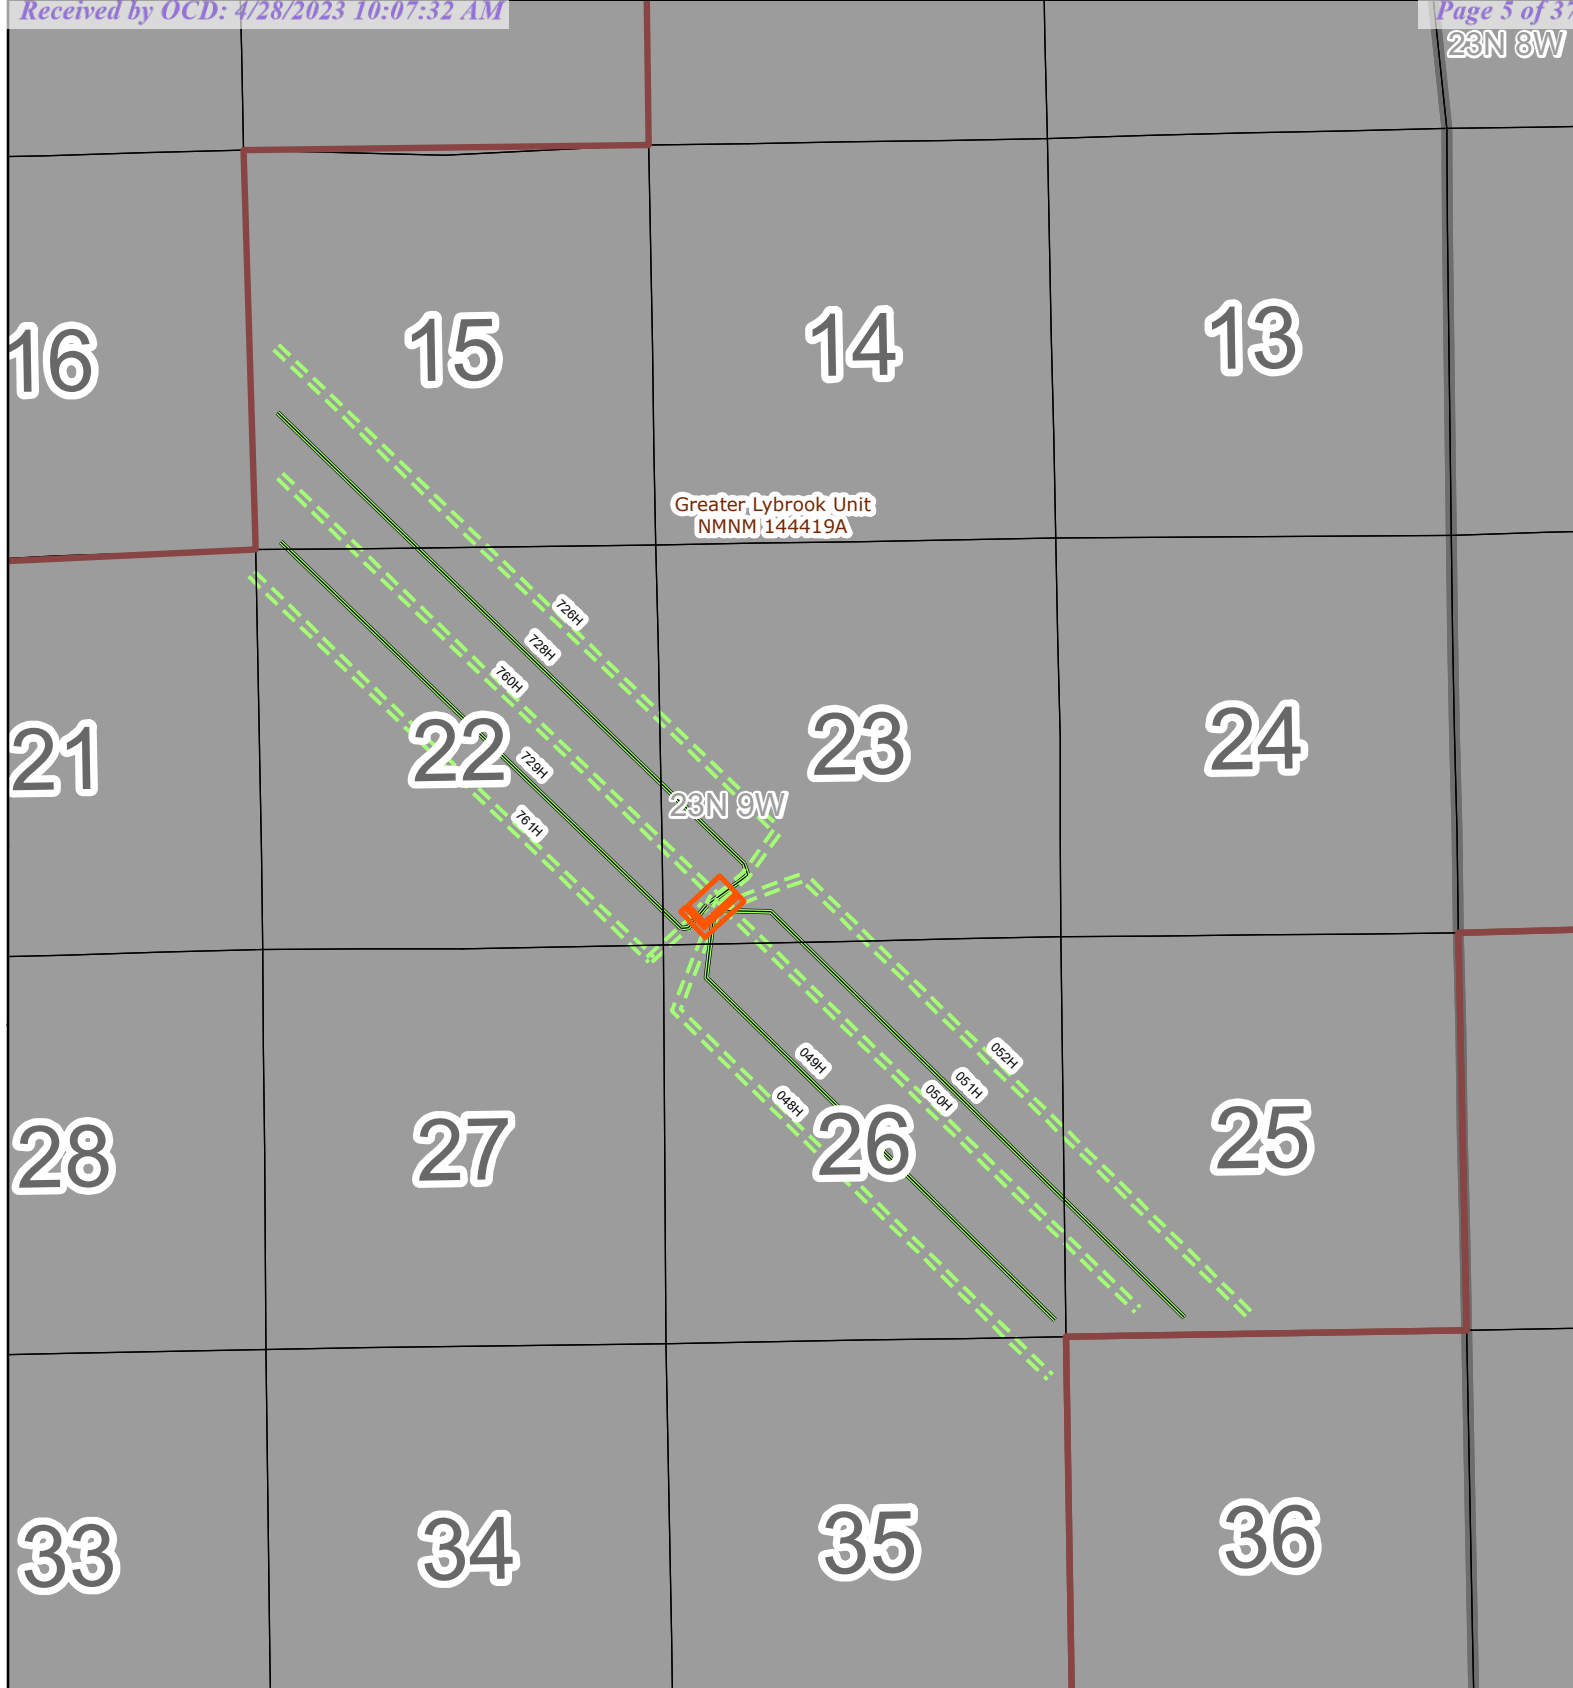 Received by OCD: 4/28/2023 10:07:32 AM
Page 5 of 37
23N 8W
16
15
14
13
Greater Lybrook Unit
NMNM 144419A
726H
728H
760H
21
22
23
24
729H
23N 9W
761H
049H
052H
051H
050H
048H
28
27
26
25
33
34
35
36